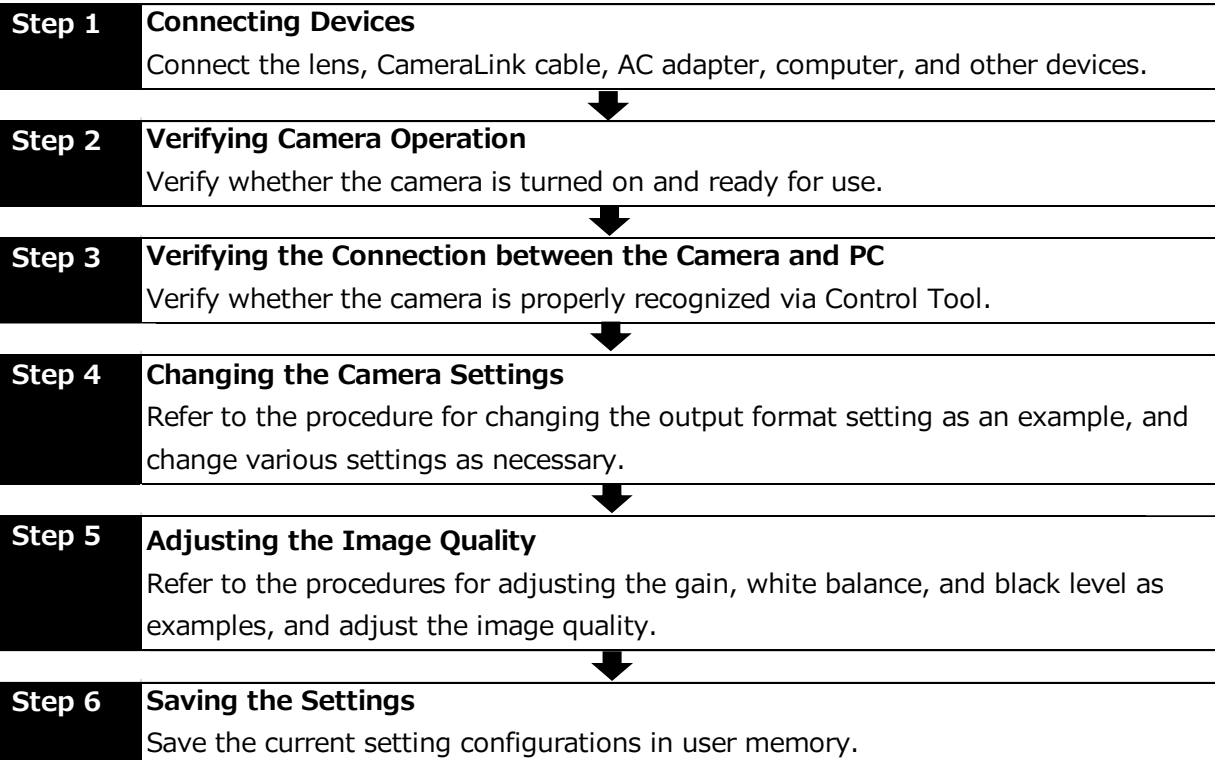 Step 1 Connecting Devices
Connect the lens, CameraLink cable, AC adapter, computer, and other devices.
Step 2 Verifying Camera Operation
Verify whether the camera is turned on and ready for use.
Step 3 Verifying the Connection between the Camera and PC
Verify whether the camera is properly recognized via Control Tool.
Step 4 Changing the Camera Settings
Refer to the procedure for changing the output format setting as an example, and
change various settings as necessary.
Step 5 Adjusting the Image Quality
Refer to the procedures for adjusting the gain, white balance, and black level as
examples, and adjust the image quality.
Step 6 Saving the Settings
Save the current setting configurations in user memory.